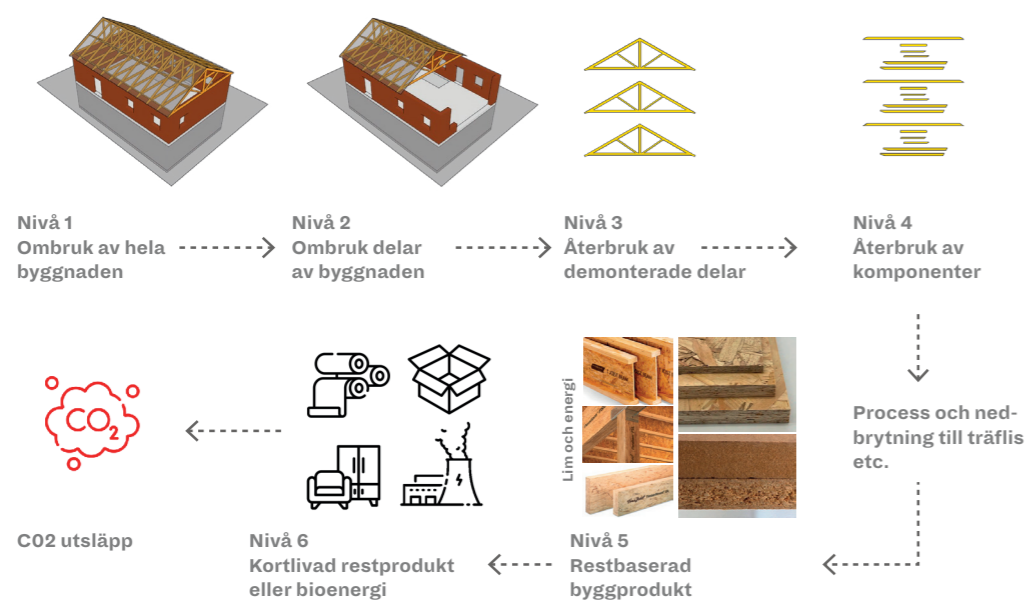 Nivå 1
Ombruk av hela
byggnaden
Nivå 2
Ombruk delar
av byggnaden
Nivå 3
Återbruk av
demonterade delar
Nivå 4
Återbruk av
komponenter
Process och ned-
brytning till träflis
etc.
Lim och energi
Nivå 5
Restbaserad
byggprodukt
Nivå 6
Kortlivad restprodukt
eller bioenergi
CO2
C02 utsläpp